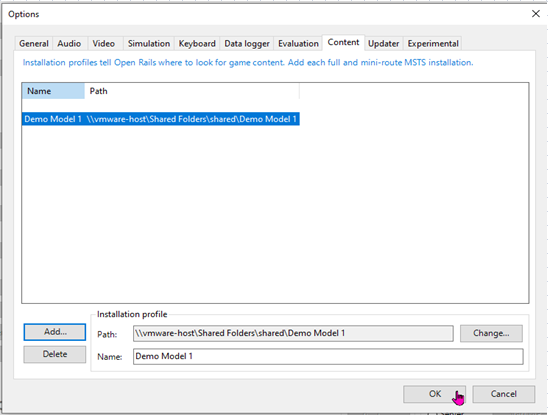 Options
General Audio Video Simulation Keyboard Data logger Evaluation Content Updater Experimental
Installation profiles tell Open Rails where to look for game content. Add each full and mini-route MSTS installation.
Name Path
Demo Model 1 \\vmware-host\Shared Folders\shared\Demo Model 1
Installation profile
Add... Path: \\vmware-host\Shared Folders\shared\Demo Model 1 Change...
Delete Name: Demo Model 1
OK Cancel